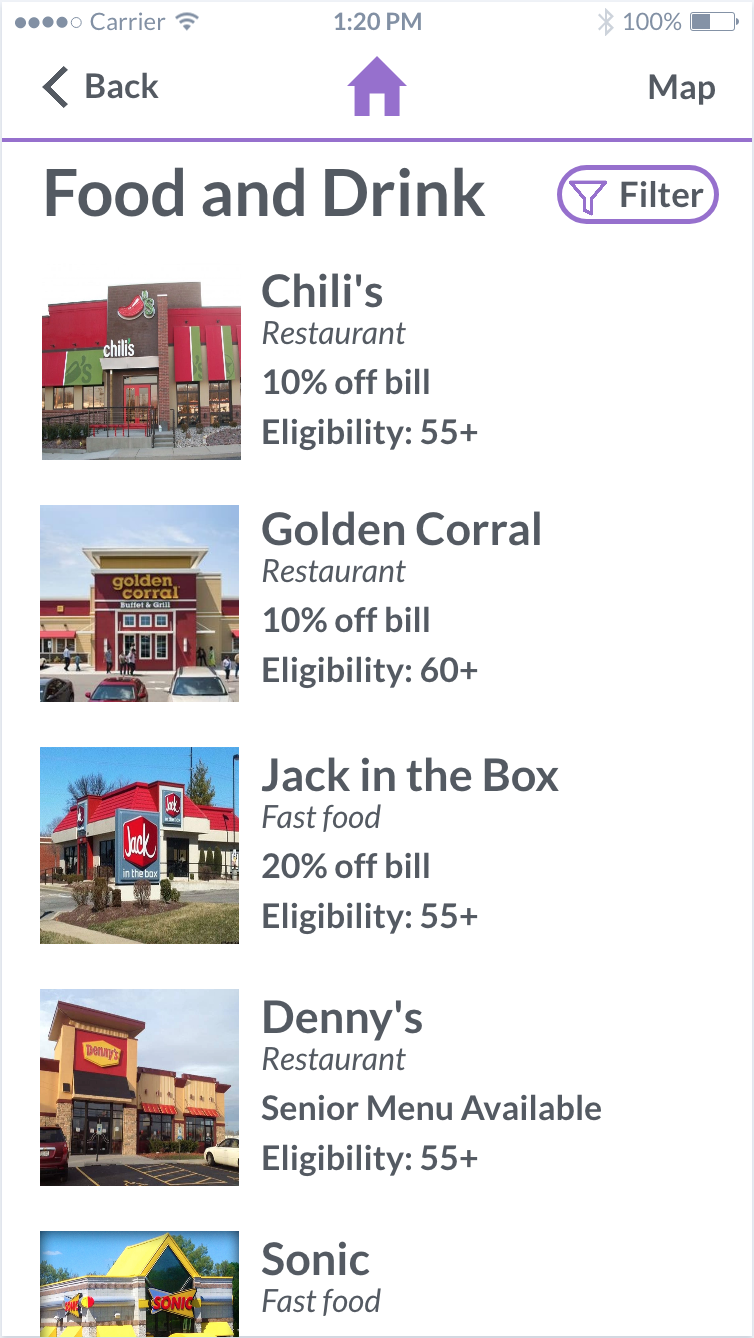 Carrier 1:20 PM 100%
Back Map
Food and Drink Filter
chili's
Chili's
Restaurant
10% off bill
Eligibility: 55+
golden
corral
Buffet & Grill
Golden Corral
Restaurant
10% off bill
Eligibility: 60+
Jack
in the box
Jack in the Box
Fast food
20% off bill
Eligibility: 55+
Denny's
Denny's
Restaurant
Senior Menu Available
Eligibility: 55+
SONIC
Sonic
Fast food